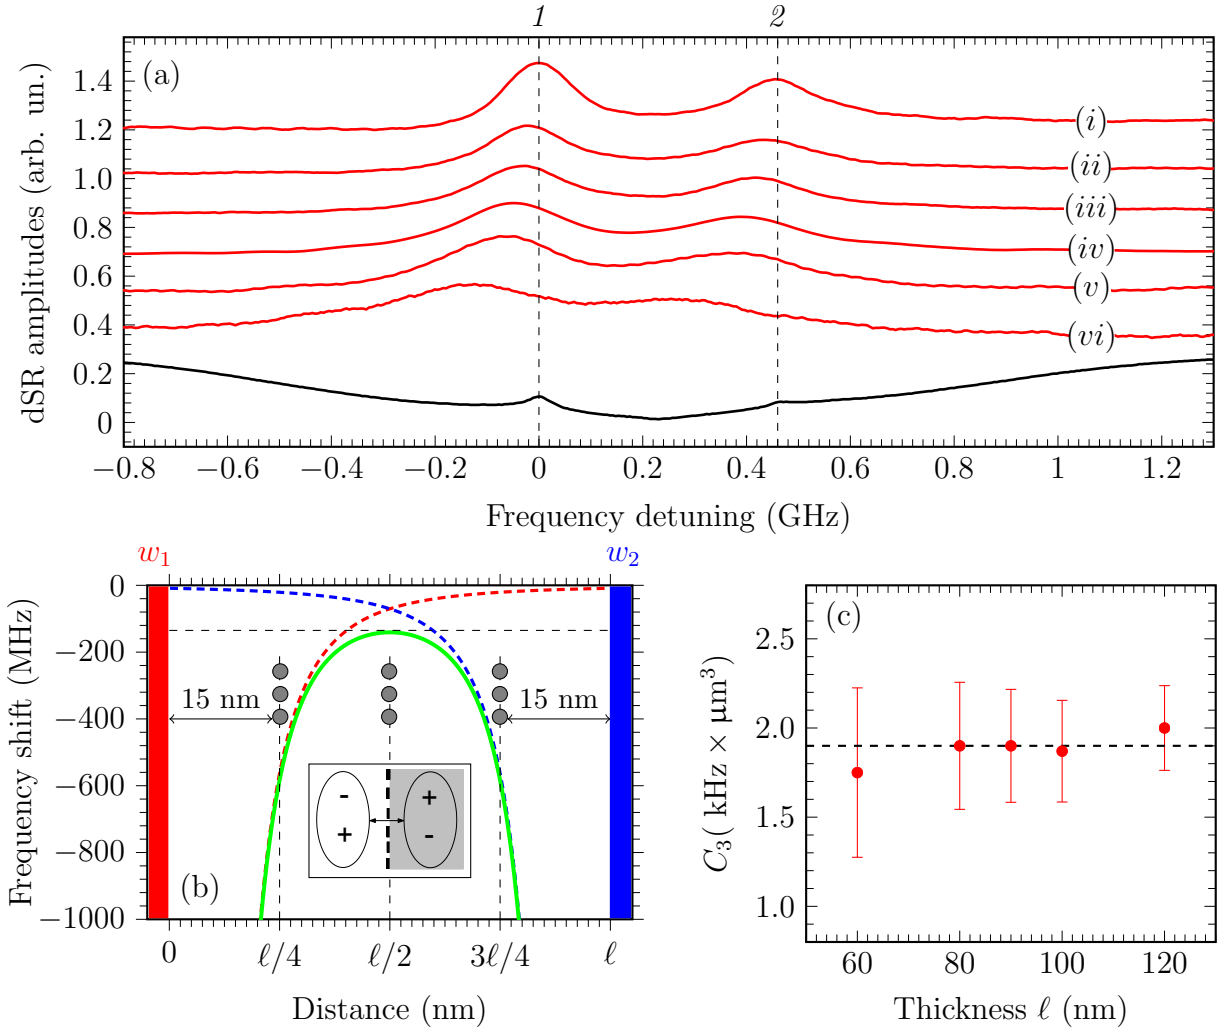 1 2
(a)
dSR amplitudes (arb. un.)
1.4
1.2
1.0
0.8
0.6
0.4
0.2
0
(i)
(ii)
(iii)
(iv)
(v)
(vi)
−0.8 −0.6 −0.4 −0.2 0 0.2 0.4 0.6 0.8 1 1.2
Frequency detuning (GHz)
w₁ w₂
Frequency shift (MHz)
0
−200
−400
−600
−800
−1000
15 nm 15 nm
- +
+ -
(b)
0 ℓ/4 ℓ/2 3ℓ/4 ℓ
Distance (nm)
(c)
C₃( kHz × μm³)
2.5
2.0
1.5
1.0
60 80 100 120
Thickness ℓ (nm)